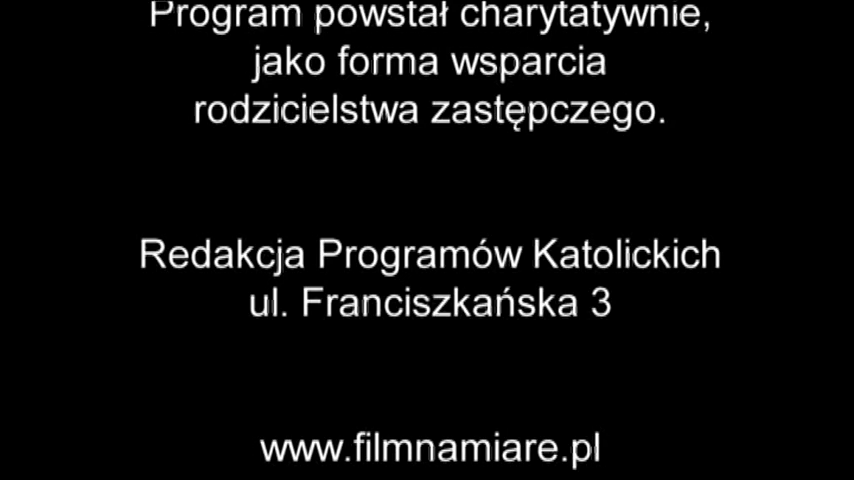 Program powstał charytatywnie,
jako forma wsparcia
rodzicielstwa zastępczego.
Redakcja Programów Katolickich
ul. Franciszkańska 3
www.filmnamiare.pl